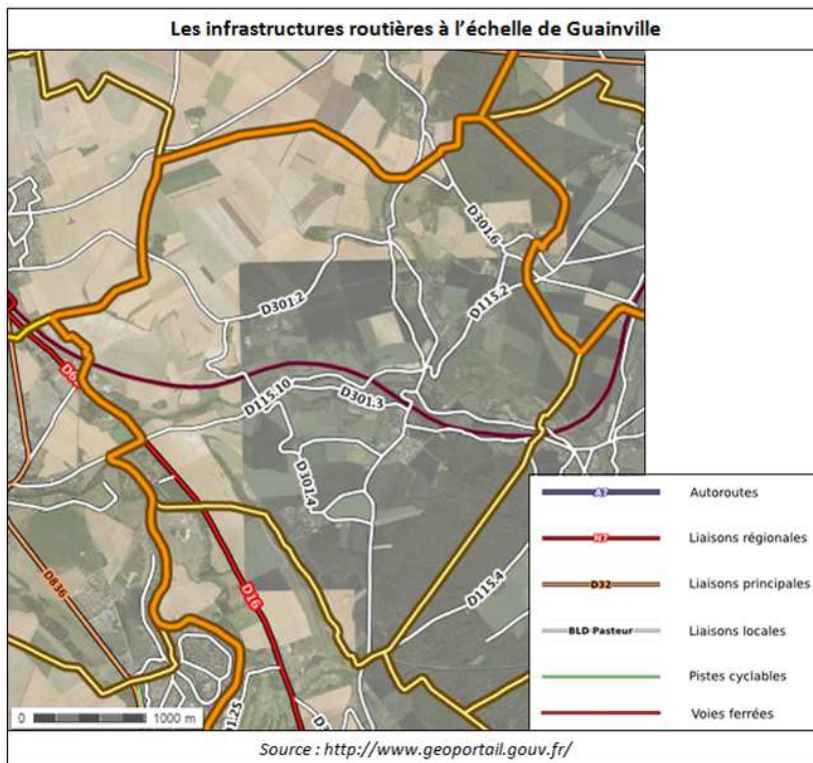 Les infrastructures routières à l'échelle de Guainville
D301.6
D301.2
D115.2
D6
D115.10
D301.3
D301.4
D836
D16
D115.4
0 1000 m
A7 Autoroutes
N7 Liaisons régionales
D32 Liaisons principales
BLD Pasteur Liaisons locales
Pistes cyclables
Voies ferrées
Source : http://www.geoportail.gouv.fr/